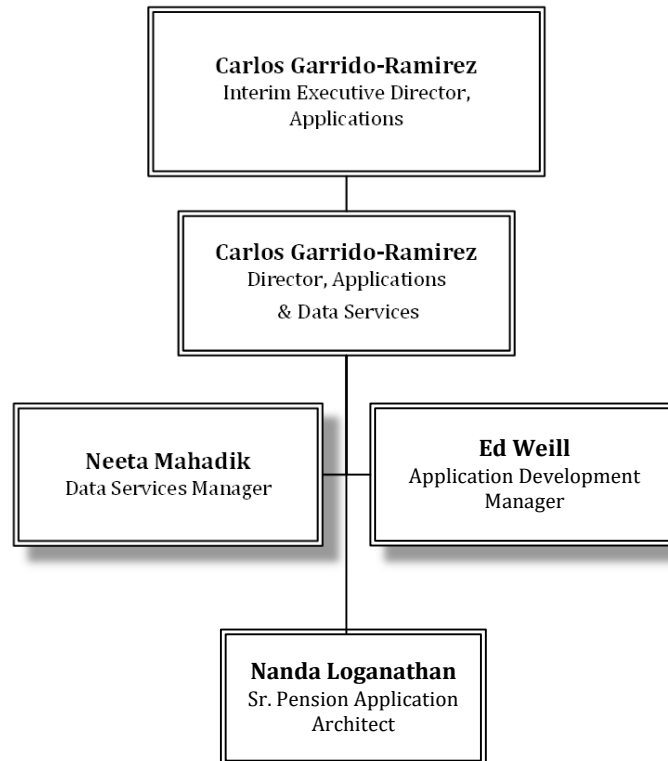 Carlos Garrido-Ramirez
Interim Executive Director,
Applications
Carlos Garrido-Ramirez
Director, Applications
& Data Services
Neeta Mahadik
Data Services Manager
Ed Weill
Application Development
Manager
Nanda Loganathan
Sr. Pension Application
Architect